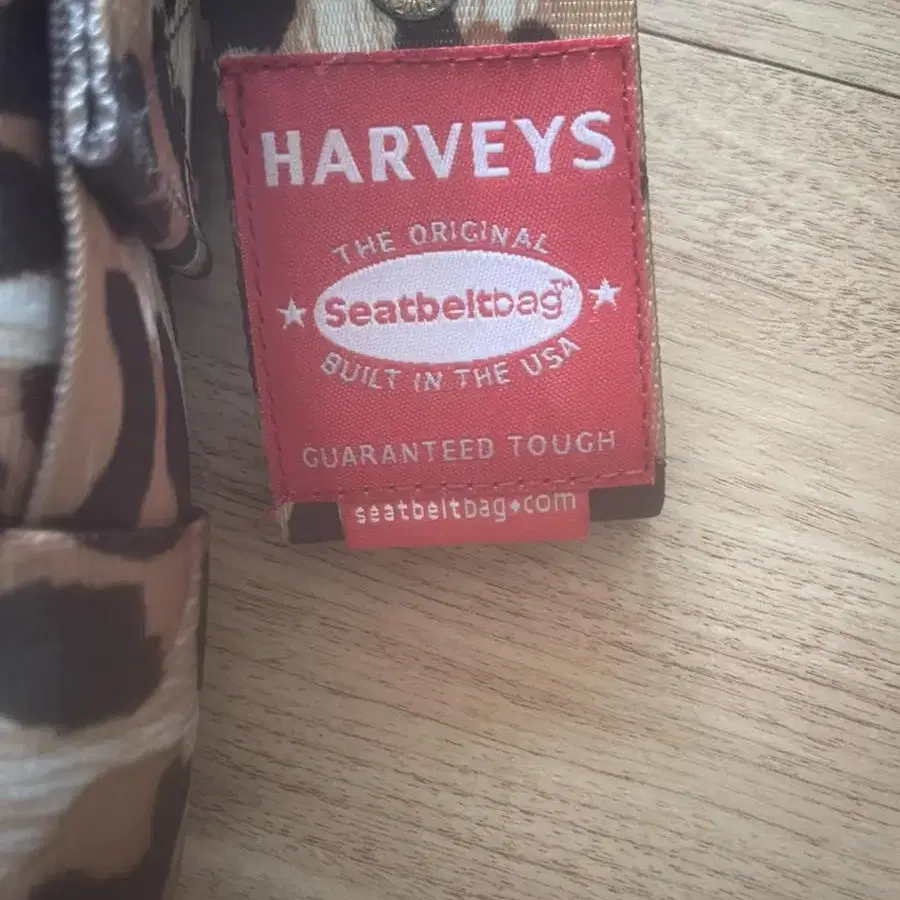 HARVEYS
THE ORIGINAL
Seatbeltbag™
BUILT IN THE USA
GUARANTEED TOUGH
seatbeltbag♦com